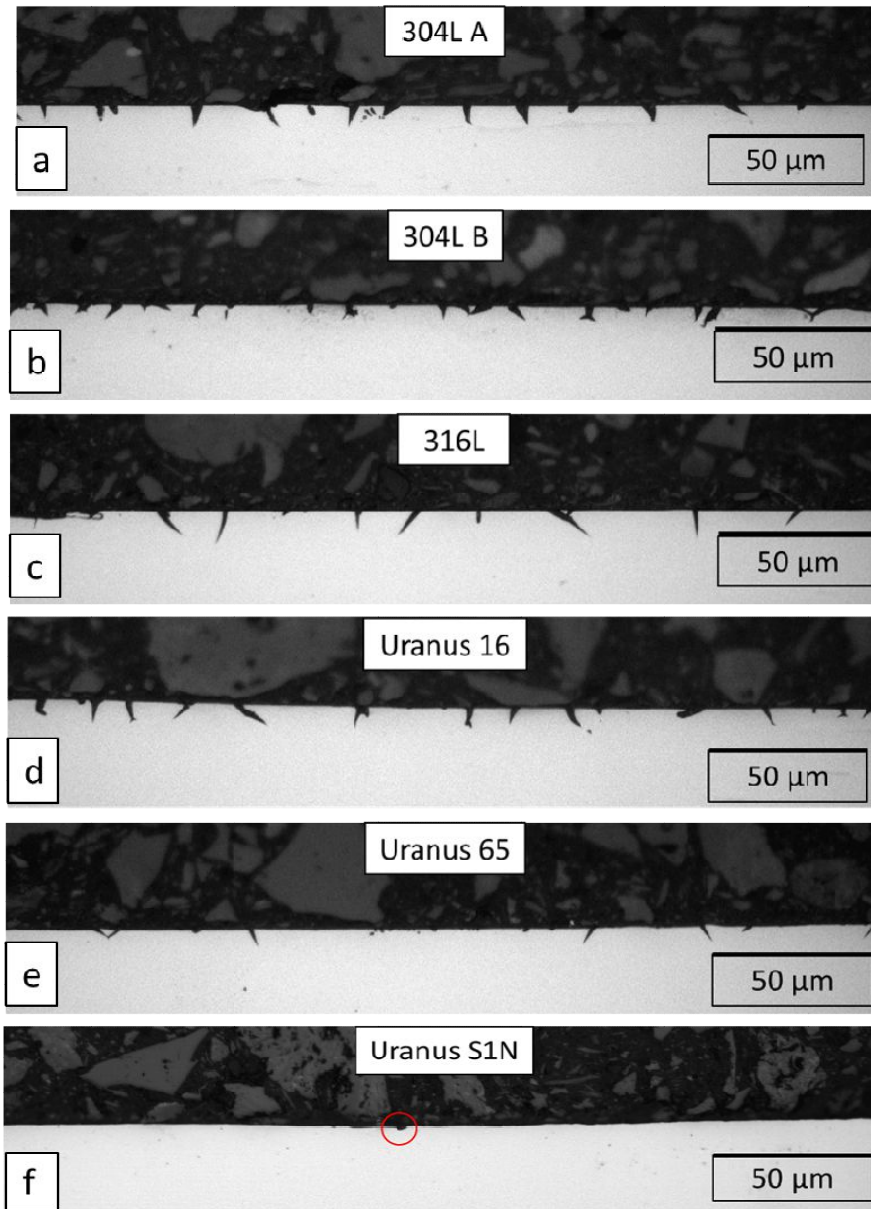 304L A
a
50 µm
304L B
b
50 µm
316L
c
50 µm
Uranus 16
d
50 µm
Uranus 65
e
50 µm
Uranus S1N
f
50 µm